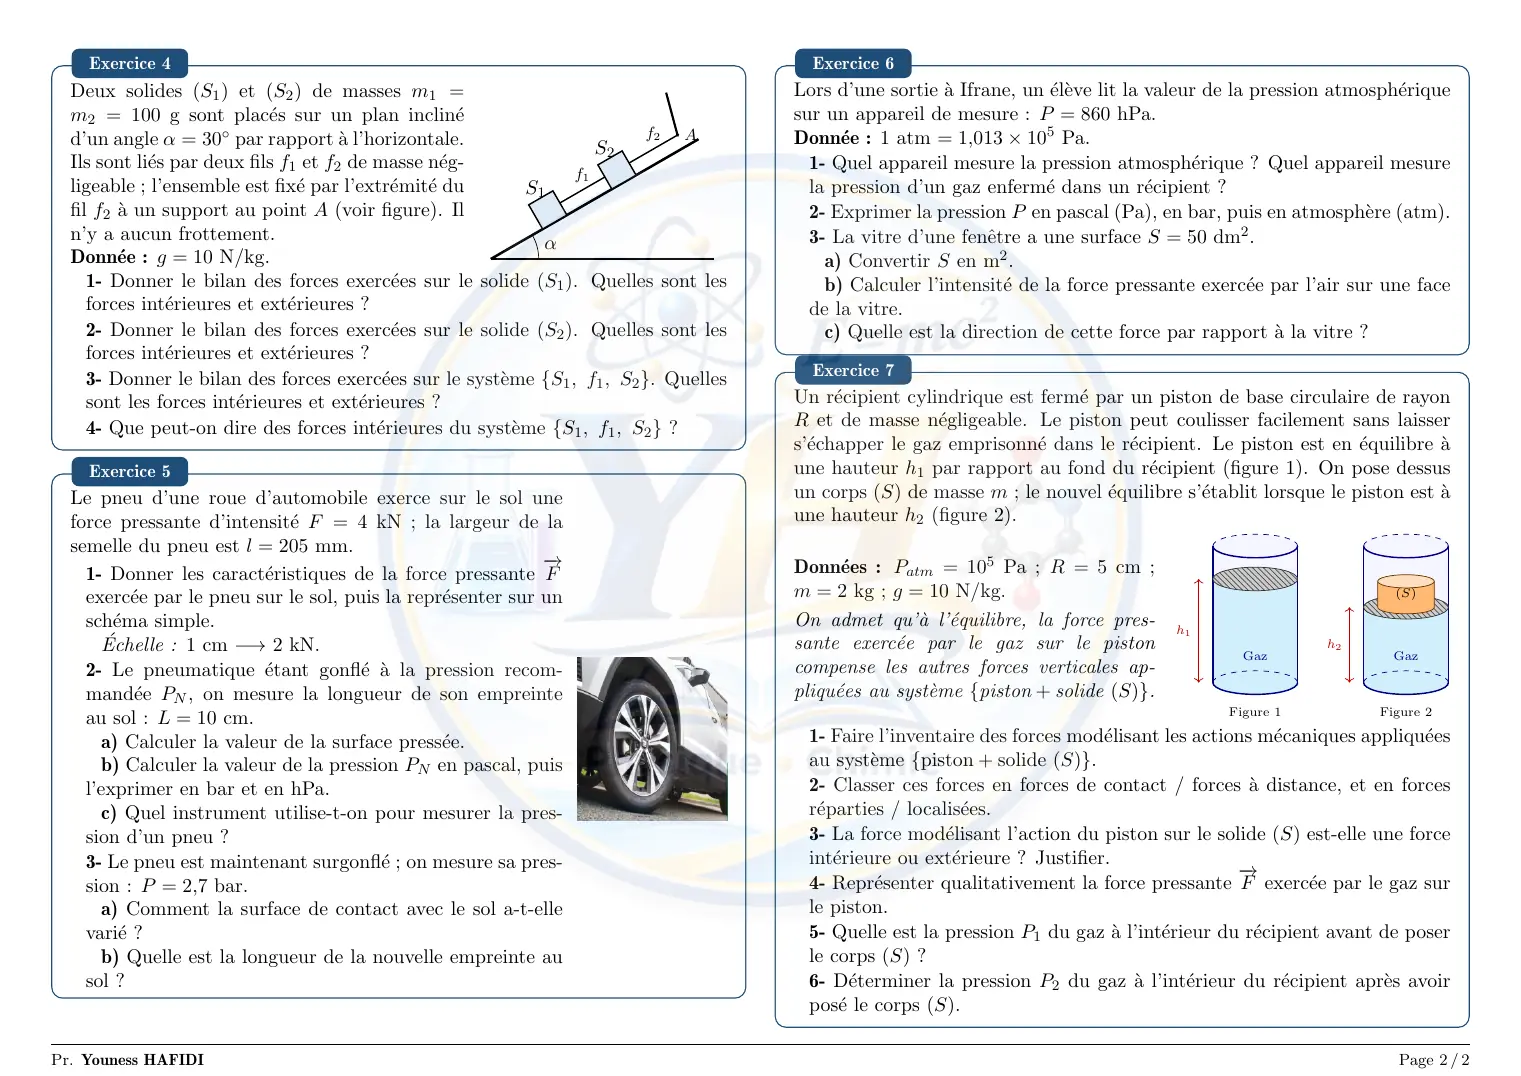 Exercice 4
Deux solides (S₁) et (S₂) de masses m₁ =
m₂ = 100 g sont placés sur un plan incliné
d'un angle α = 30° par rapport à l'horizontale.
Ils sont liés par deux fils f₁ et f₂ de masse nég-
ligeable ; l'ensemble est fixé par l'extrémité du
fil f₂ à un support au point A (voir figure). Il
n'y a aucun frottement.
Donnée : g = 10 N/kg.
S₁
f₁
S₂
f₂
A
α
1- Donner le bilan des forces exercées sur le solide (S₁). Quelles sont les
forces intérieures et extérieures ?
2- Donner le bilan des forces exercées sur le solide (S₂). Quelles sont les
forces intérieures et extérieures ?
3- Donner le bilan des forces exercées sur le système {S₁, f₁, S₂}. Quelles
sont les forces intérieures et extérieures ?
4- Que peut-on dire des forces intérieures du système {S₁, f₁, S₂} ?
Exercice 5
Le pneu d'une roue d'automobile exerce sur le sol une
force pressante d'intensité F = 4 kN ; la largeur de la
semelle du pneu est l = 205 mm.
1- Donner les caractéristiques de la force pressante F⃗
exercée par le pneu sur le sol, puis la représenter sur un
schéma simple.
Échelle : 1 cm ⟶ 2 kN.
2- Le pneumatique étant gonflé à la pression recom-
mandée P_N, on mesure la longueur de son empreinte
au sol : L = 10 cm.
a) Calculer la valeur de la surface pressée.
b) Calculer la valeur de la pression P_N en pascal, puis
l'exprimer en bar et en hPa.
c) Quel instrument utilise-t-on pour mesurer la pres-
sion d'un pneu ?
3- Le pneu est maintenant surgonflé ; on mesure sa pres-
sion : P = 2,7 bar.
a) Comment la surface de contact avec le sol a-t-elle
varié ?
b) Quelle est la longueur de la nouvelle empreinte au
sol ?
Exercice 6
Lors d'une sortie à Ifrane, un élève lit la valeur de la pression atmosphérique
sur un appareil de mesure : P = 860 hPa.
Donnée : 1 atm = 1,013 × 10⁵ Pa.
1- Quel appareil mesure la pression atmosphérique ? Quel appareil mesure
la pression d'un gaz enfermé dans un récipient ?
2- Exprimer la pression P en pascal (Pa), en bar, puis en atmosphère (atm).
3- La vitre d'une fenêtre a une surface S = 50 dm².
a) Convertir S en m².
b) Calculer l'intensité de la force pressante exercée par l'air sur une face
de la vitre.
c) Quelle est la direction de cette force par rapport à la vitre ?
Exercice 7
Un récipient cylindrique est fermé par un piston de base circulaire de rayon
R et de masse négligeable. Le piston peut coulisser facilement sans laisser
s'échapper le gaz emprisonné dans le récipient. Le piston est en équilibre à
une hauteur h₁ par rapport au fond du récipient (figure 1). On pose dessus
un corps (S) de masse m ; le nouvel équilibre s'établit lorsque le piston est à
une hauteur h₂ (figure 2).
Données : P_atm = 10⁵ Pa ; R = 5 cm ;
m = 2 kg ; g = 10 N/kg.
On admet qu'à l'équilibre, la force pres-
sante exercée par le gaz sur le piston
compense les autres forces verticales ap-
pliquées au système {piston + solide (S)}.
h₁
Gaz
Figure 1
h₂
(S)
Gaz
Figure 2
1- Faire l'inventaire des forces modélisant les actions mécaniques appliquées
au système {piston + solide (S)}.
2- Classer ces forces en forces de contact / forces à distance, et en forces
réparties / localisées.
3- La force modélisant l'action du piston sur le solide (S) est-elle une force
intérieure ou extérieure ? Justifier.
4- Représenter qualitativement la force pressante F⃗ exercée par le gaz sur
le piston.
5- Quelle est la pression P₁ du gaz à l'intérieur du récipient avant de poser
le corps (S) ?
6- Déterminer la pression P₂ du gaz à l'intérieur du récipient après avoir
posé le corps (S).
Pr. Youness HAFIDI
Page 2 / 2